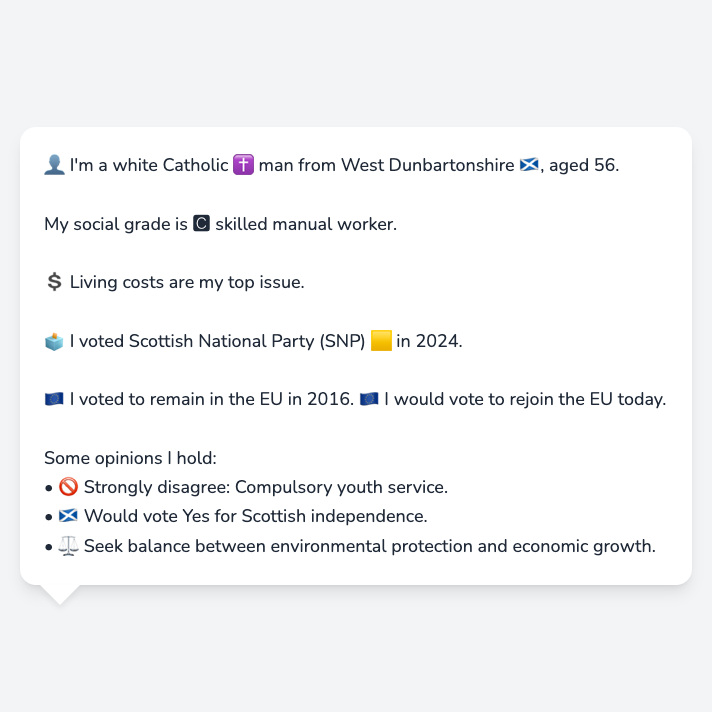 👤 I'm a white Catholic ✝️ man from West Dunbartonshire 🏴󠁧󠁢󠁳󠁣󠁴󠁿, aged 56.
My social grade is 🅲 skilled manual worker.
💲 Living costs are my top issue.
🗳️ I voted Scottish National Party (SNP) 🟨 in 2024.
🇪🇺 I voted to remain in the EU in 2016. 🇪🇺 I would vote to rejoin the EU today.
Some opinions I hold:
• 🚫 Strongly disagree: Compulsory youth service.
• 🏴󠁧󠁢󠁳󠁣󠁴󠁿 Would vote Yes for Scottish independence.
• ⚖️ Seek balance between environmental protection and economic growth.